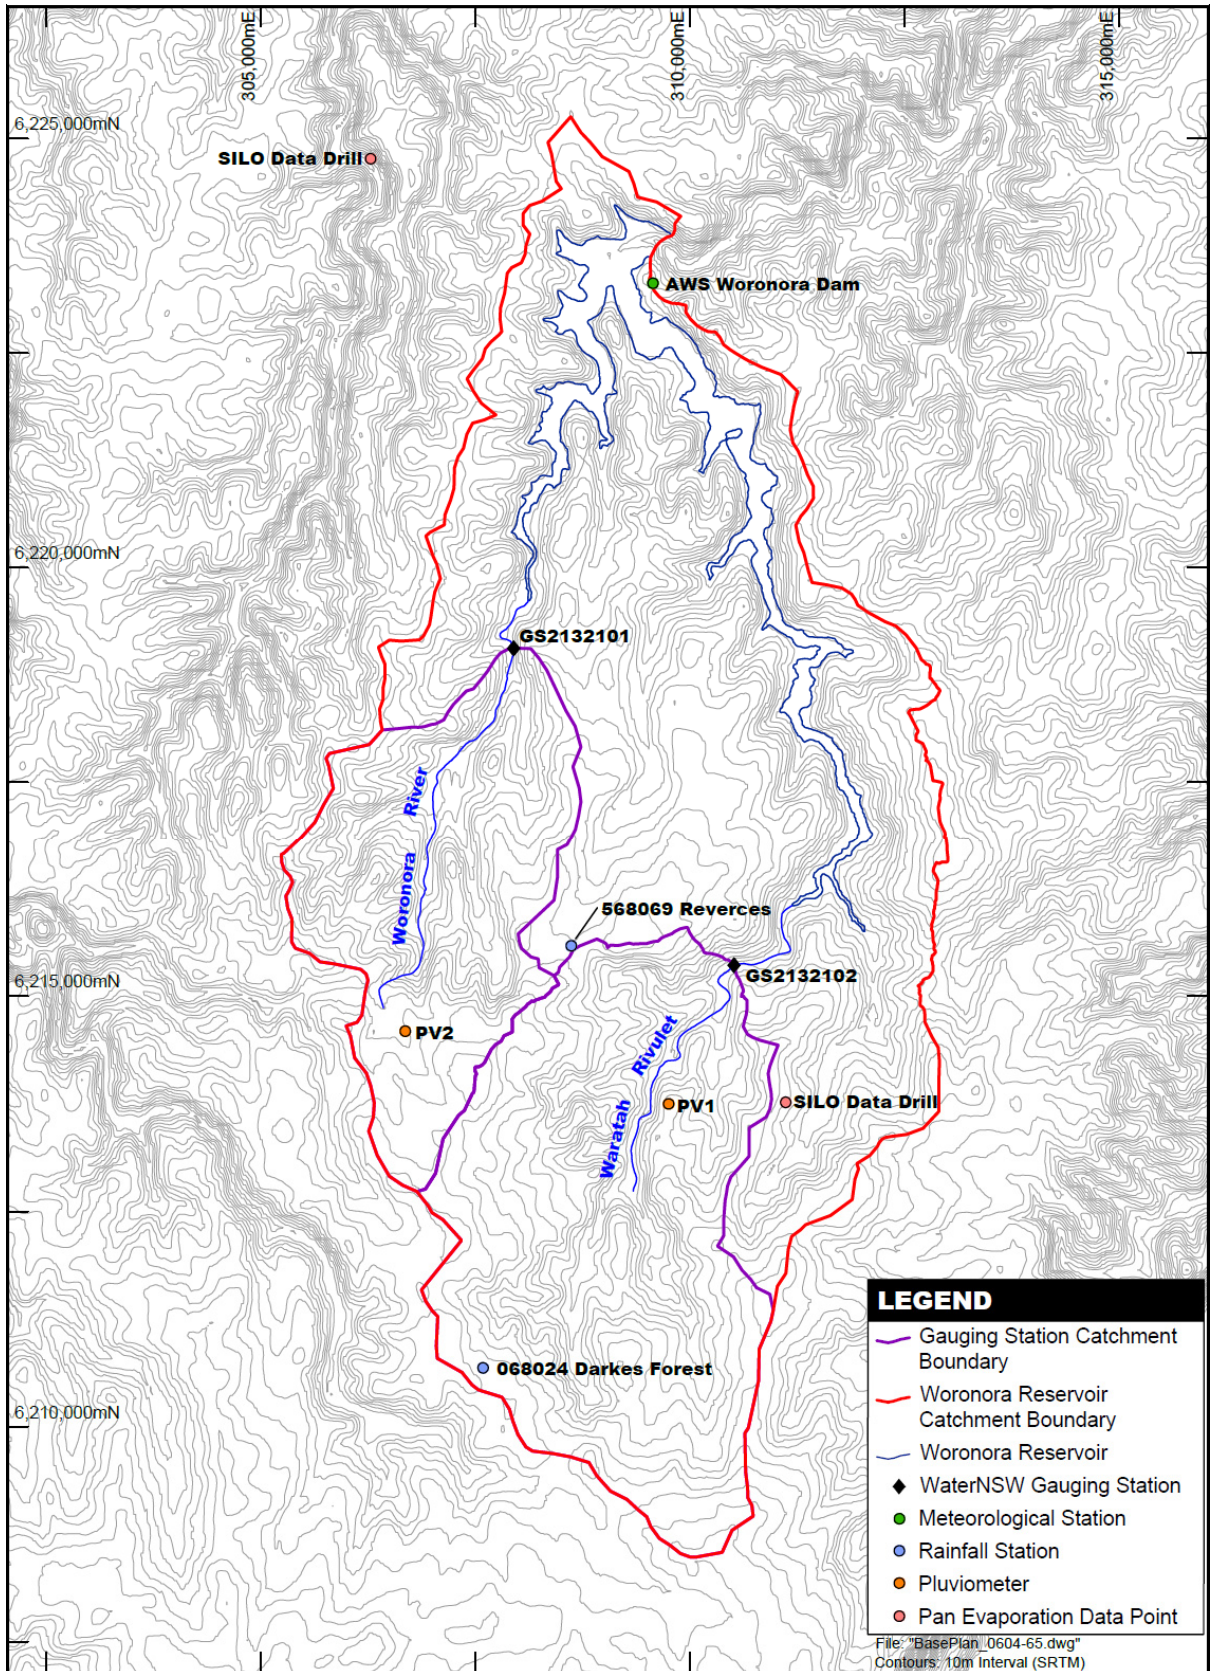 305,000mE
310,000mE
315,000mE
6,225,000mN
SILO Data Drill
AWS Woronora Dam
6,220,000mN
GS2132101
Woronora River
568069 Reverces
6,215,000mN
GS2132102
PV2
Waratah Rivulet
PV1
SILO Data Drill
068024 Darkes Forest
6,210,000mN
LEGEND
Gauging Station Catchment
Boundary
Woronora Reservoir
Catchment Boundary
Woronora Reservoir
WaterNSW Gauging Station
Meteorological Station
Rainfall Station
Pluviometer
Pan Evaporation Data Point
File: "BasePlan_0604-65.dwg"
Contours: 10m Interval (SRTM)